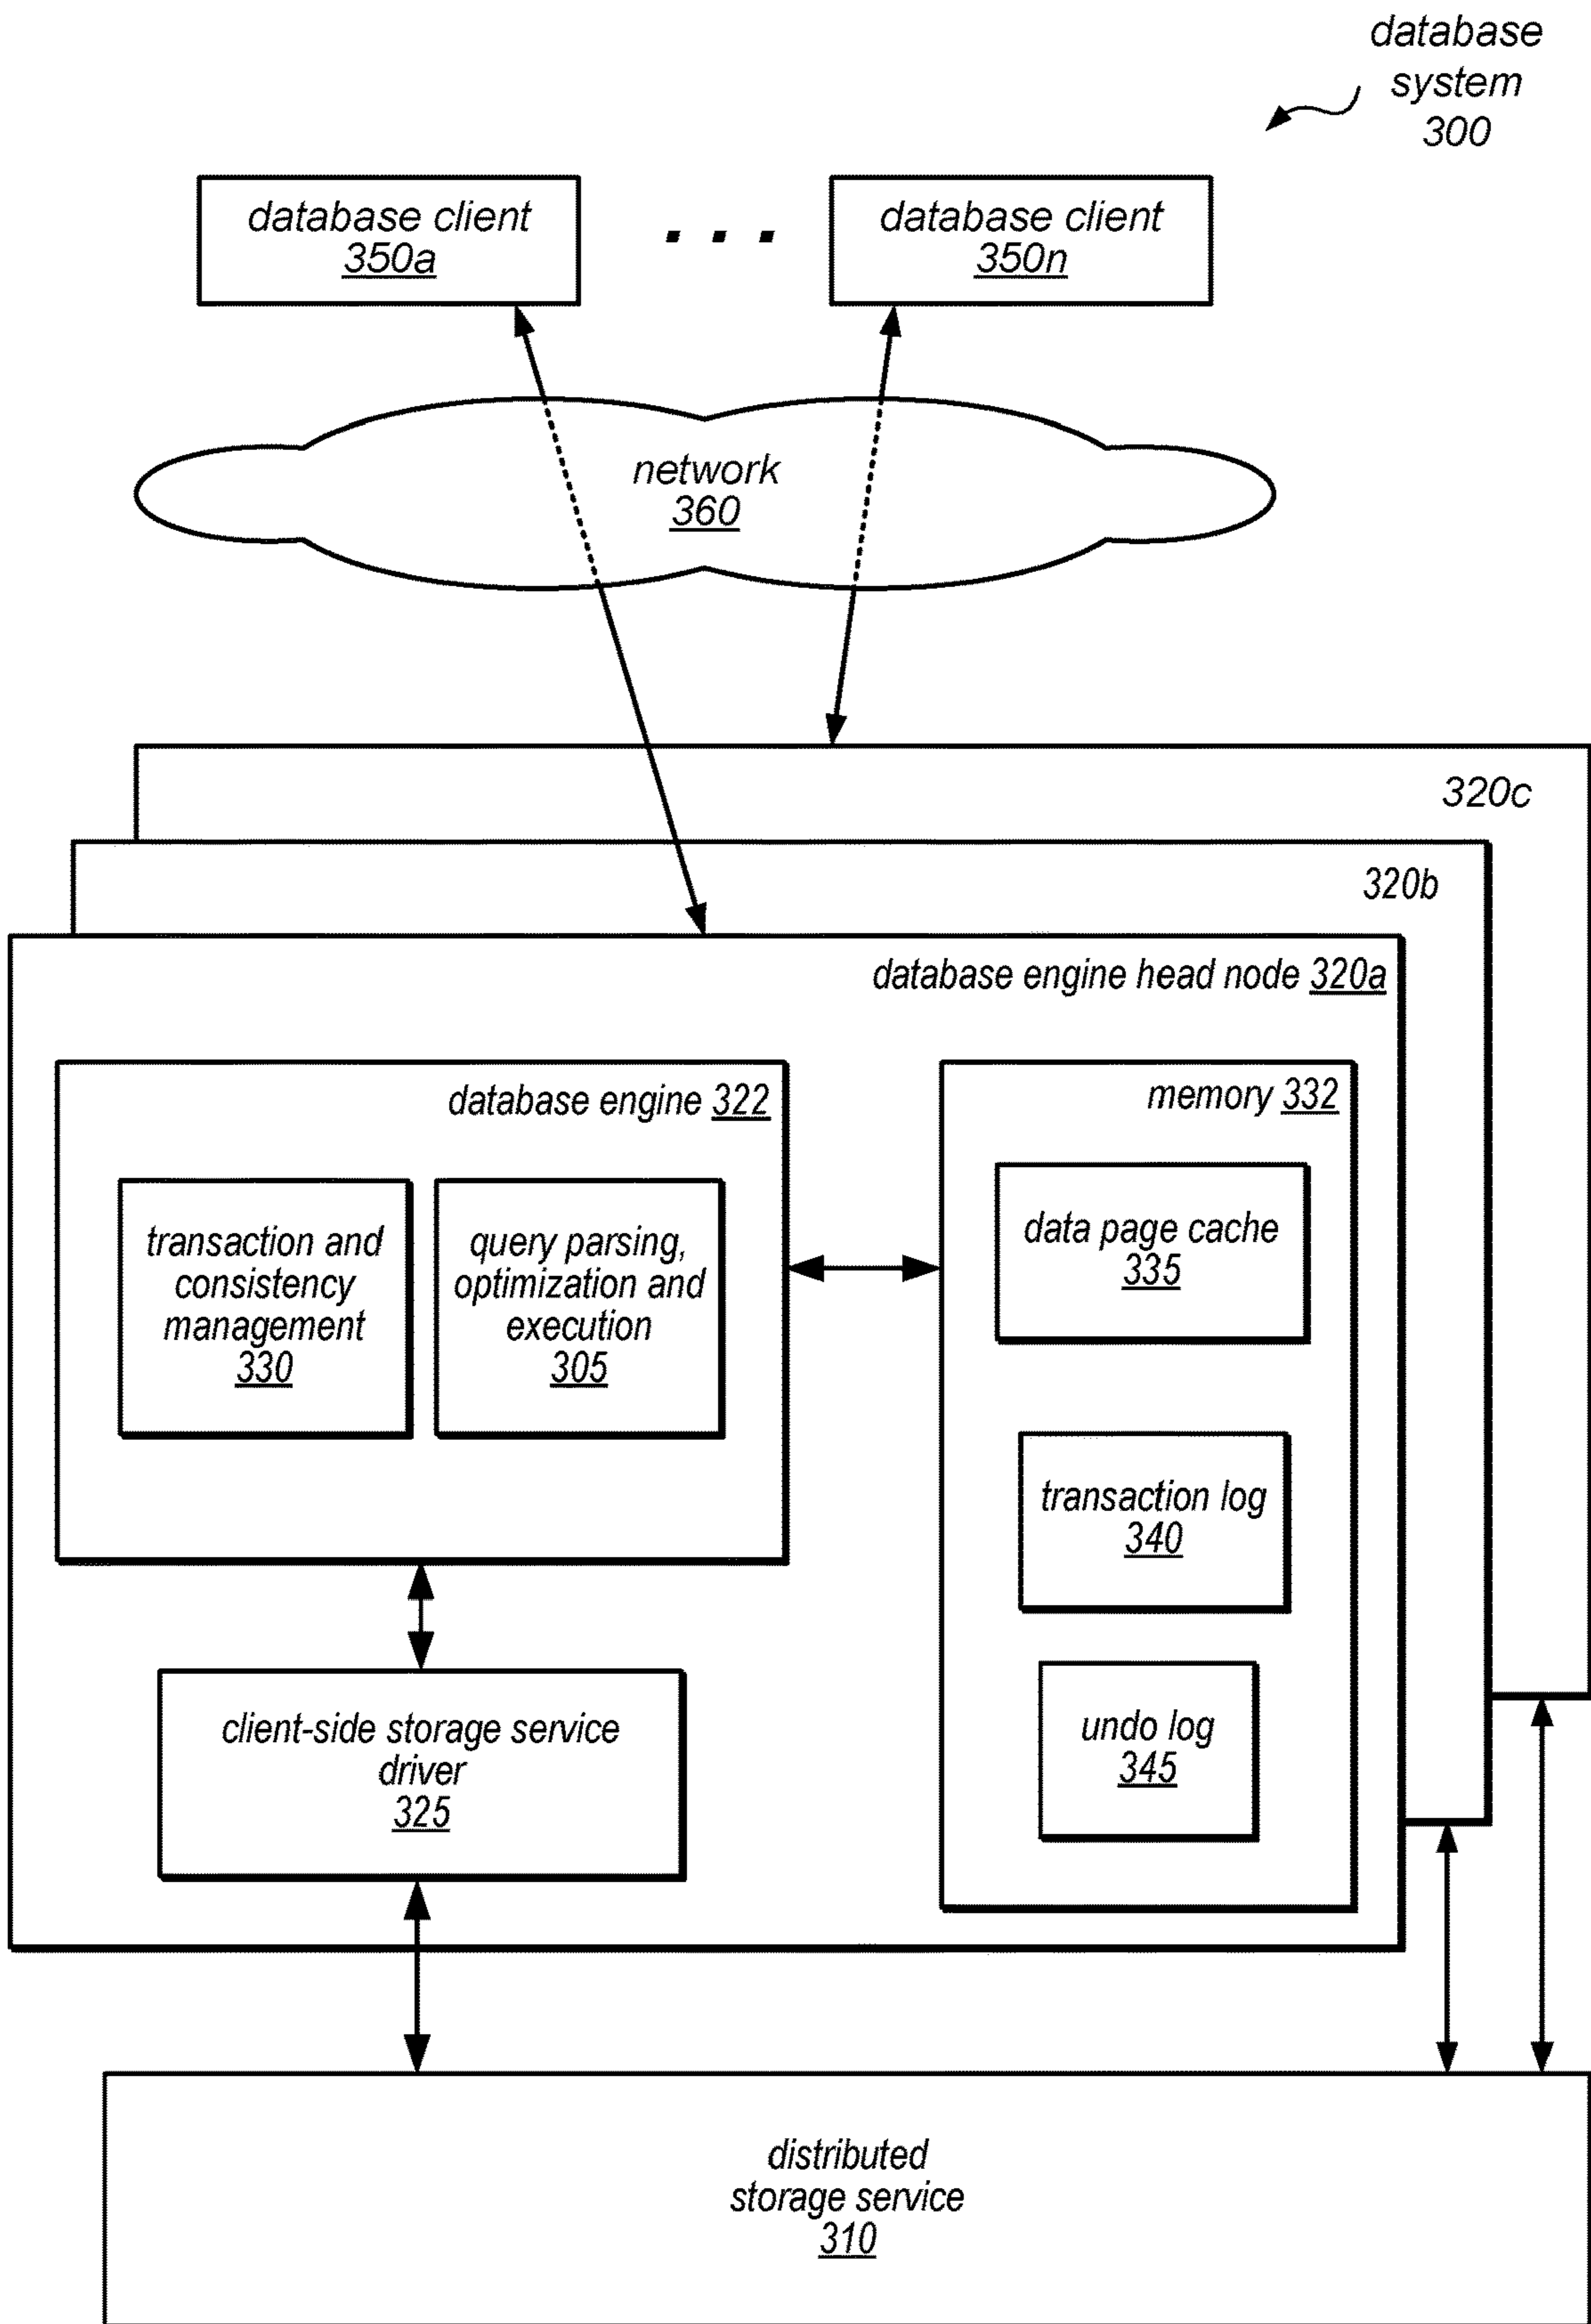 database
system
300
database client
350a
. . .
database client
350n
network
360
320c
320b
database engine head node 320a
database engine 322
memory 332
transaction and
consistency
management
330
query parsing,
optimization and
execution
305
data page cache
335
transaction log
340
undo log
345
client-side storage service
driver
325
distributed
storage service
310